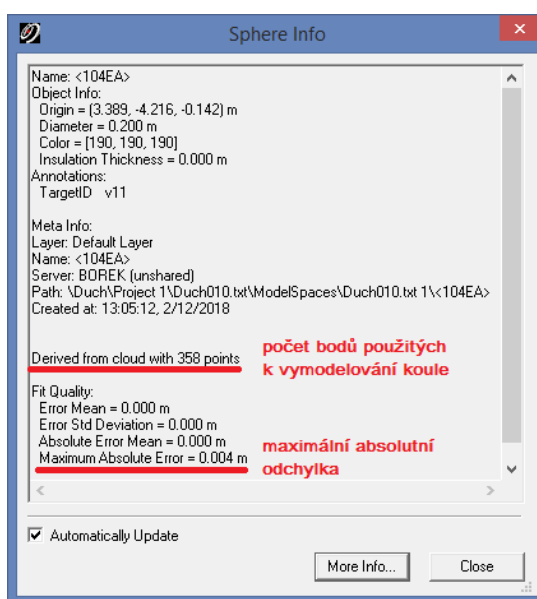 Sphere Info
Name: <104EA>
Object Info:
Origin = (3.389, -4.216, -0.142) m
Diameter = 0.200 m
Color = [190, 190, 190]
Insulation Thickness = 0.000 m
Annotations:
TargetID v11
Meta Info:
Layer: Default Layer
Name: <104EA>
Server: BOREK (unshared)
Path: \Duch\Project 1\Duch010.txt\ModelSpaces\Duch010.txt 1\<104EA>
Created at: 13:05:12, 2/12/2018
Derived from cloud with 358 points
počet bodů použitých
k vymodelování koule
Fit Quality:
Error Mean = 0.000 m
Error Std Deviation = 0.000 m
Absolute Error Mean = 0.000 m
Maximum Absolute Error = 0.004 m
maximální absolutní
odchylka
Automatically Update
More Info...
Close